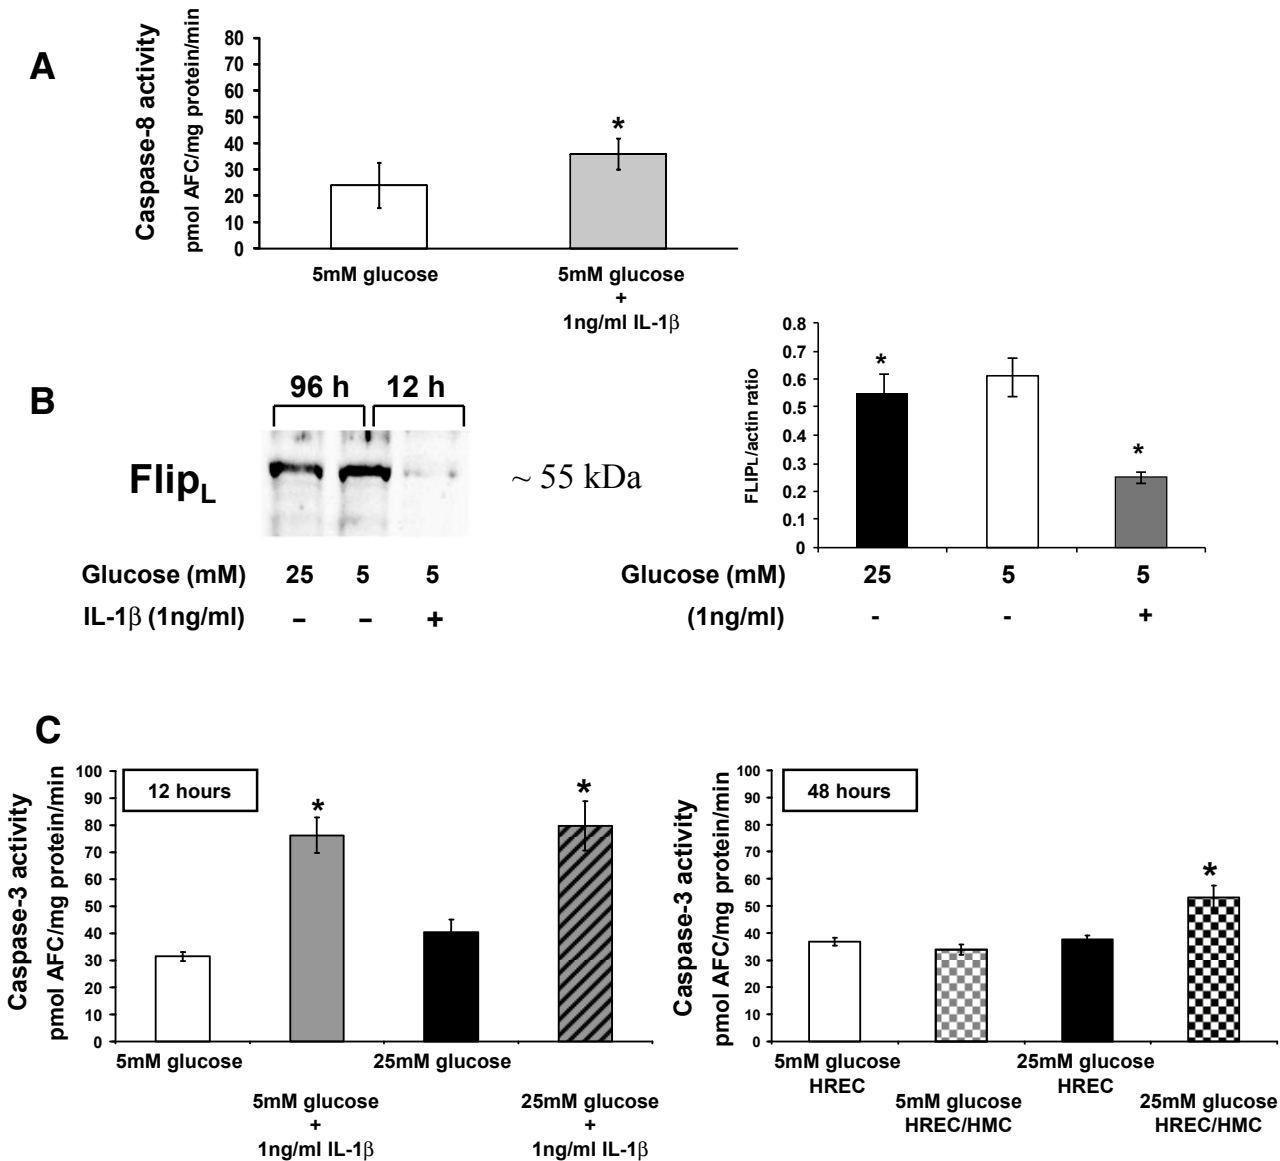 A
Caspase-8 activity
pmol AFC/mg protein/min
80
70
60
50
40
30
20
10
0
*
5mM glucose
5mM glucose
+
1ng/ml IL-1β
B
96 h 12 h
FlipL
~ 55 kDa
Glucose (mM) 25 5 5
IL-1β (1ng/ml) – – +
FLIPL/actin ratio
0.8
0.7
0.6
0.5
0.4
0.3
0.2
0.1
0
*
*
Glucose (mM) 25 5 5
(1ng/ml) - - +
C
Caspase-3 activity
pmol AFC/mg protein/min
100
90
80
70
60
50
40
30
20
10
0
12 hours
*
*
5mM glucose
5mM glucose
+
1ng/ml IL-1β
25mM glucose
25mM glucose
+
1ng/ml IL-1β
Caspase-3 activity
pmol AFC/mg protein/min
100
90
80
70
60
50
40
30
20
10
0
48 hours
*
5mM glucose
HREC
5mM glucose
HREC/HMC
25mM glucose
HREC
25mM glucose
HREC/HMC